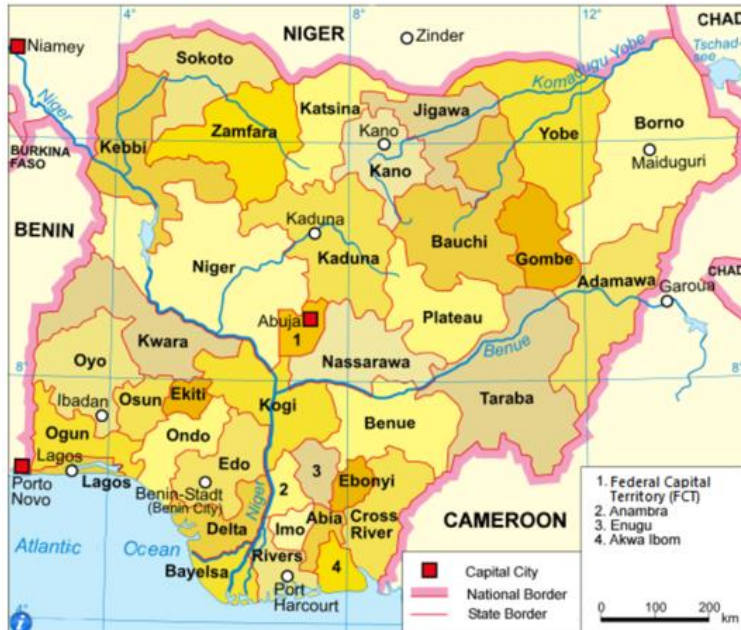 4°
8°
12°
CHAD
Niamey
NIGER
Zinder
Tschad-
see
Sokoto
Komadugu Yobe
Niger
Katsina
Jigawa
Zamfara
Kano
Yobe
Borno
Kebbi
BURKINA
FASO
Kano
Maiduguri
BENIN
Kaduna
Bauchi
Niger
Kaduna
Gombe
Adamawa
CHAD
Garoua
Abuja
1
Plateau
Kwara
Nassarawa
Benue
Oyo
8°
8°
Taraba
Ibadan
Osun
Ekiti
Kogi
Benue
Ogun
Ondo
Lagos
Lagos
Edo
3
Ebonyi
Porto
Novo
Benin-Stadt
(Benin City)
Niger
2
Cross
River
CAMEROON
Delta
Imo
Abia
Atlantic Ocean
Bayelsa
Rivers
4
Port
Harcourt
4°
i
1. Federal Capital
Territory (FCT)
2. Anambra
3. Enugu
4. Akwa Ibom
Capital City
National Border
State Border
0 100 200
km